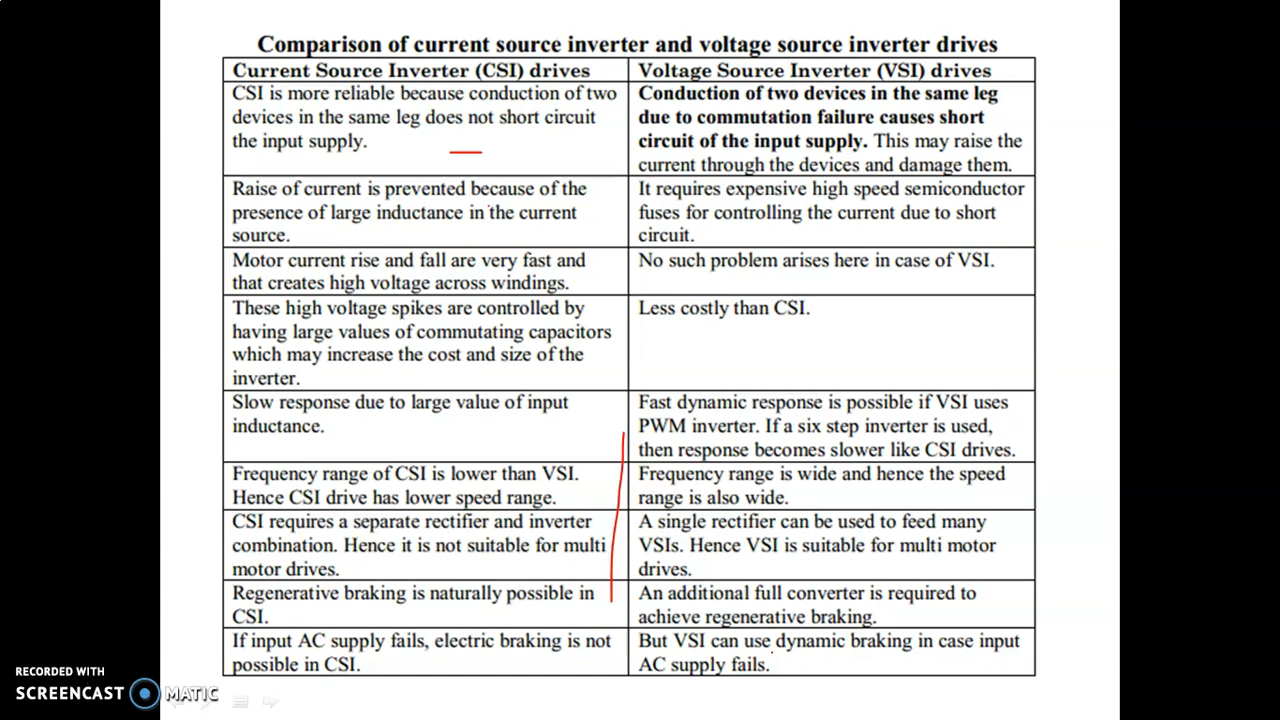 Comparison of current source inverter and voltage source inverter drives
Current Source Inverter (CSI) drives
Voltage Source Inverter (VSI) drives
CSI is more reliable because conduction of two
devices in the same leg does not short circuit
the input supply.
Conduction of two devices in the same leg
due to commutation failure causes short
circuit of the input supply. This may raise the
current through the devices and damage them.
Raise of current is prevented because of the
presence of large inductance in the current
source.
It requires expensive high speed semiconductor
fuses for controlling the current due to short
circuit.
Motor current rise and fall are very fast and
that creates high voltage across windings.
No such problem arises here in case of VSI.
These high voltage spikes are controlled by
having large values of commutating capacitors
which may increase the cost and size of the
inverter.
Less costly than CSI.
Slow response due to large value of input
inductance.
Fast dynamic response is possible if VSI uses
PWM inverter. If a six step inverter is used,
then response becomes slower like CSI drives.
Frequency range of CSI is lower than VSI.
Hence CSI drive has lower speed range.
Frequency range is wide and hence the speed
range is also wide.
CSI requires a separate rectifier and inverter
combination. Hence it is not suitable for multi
motor drives.
A single rectifier can be used to feed many
VSIs. Hence VSI is suitable for multi motor
drives.
Regenerative braking is naturally possible in
CSI.
An additional full converter is required to
achieve regenerative braking.
If input AC supply fails, electric braking is not
possible in CSI.
But VSI can use dynamic braking in case input
AC supply fails.
RECORDED WITH
SCREENCAST MATIC